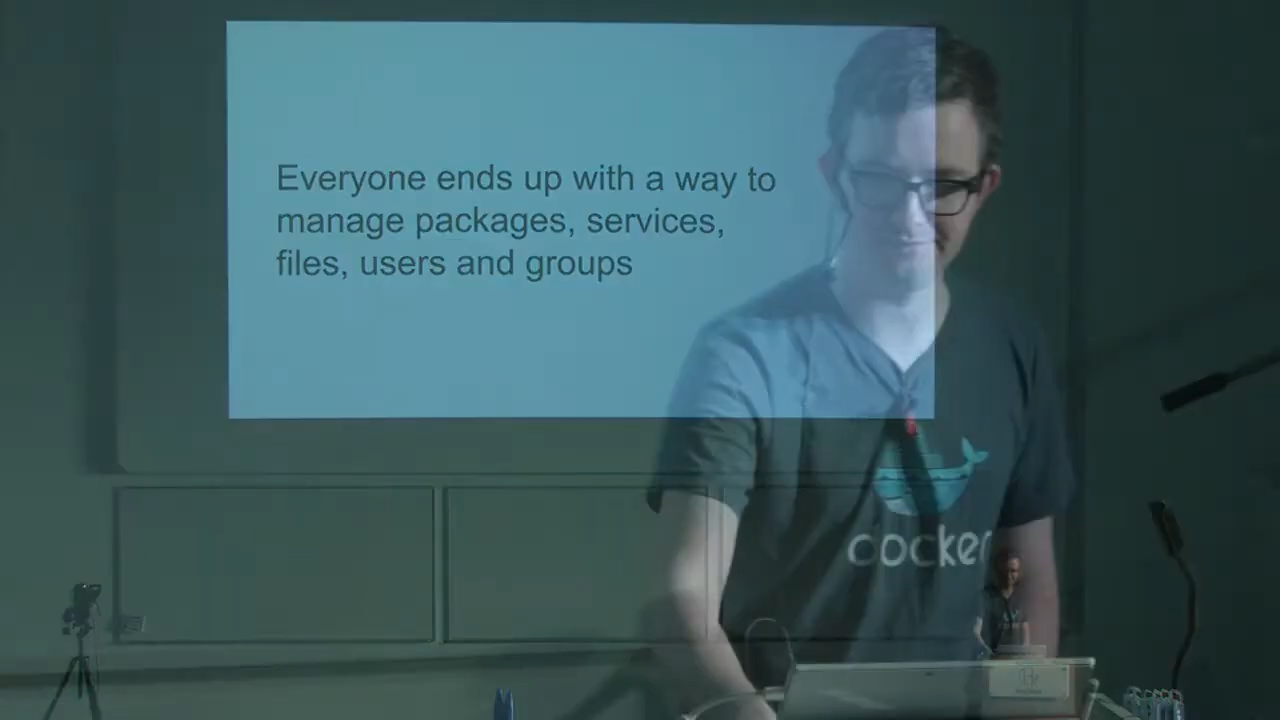 Everyone ends up with a way to
manage packages, services,
files, users and groups
docker